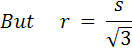 But r = s/√3